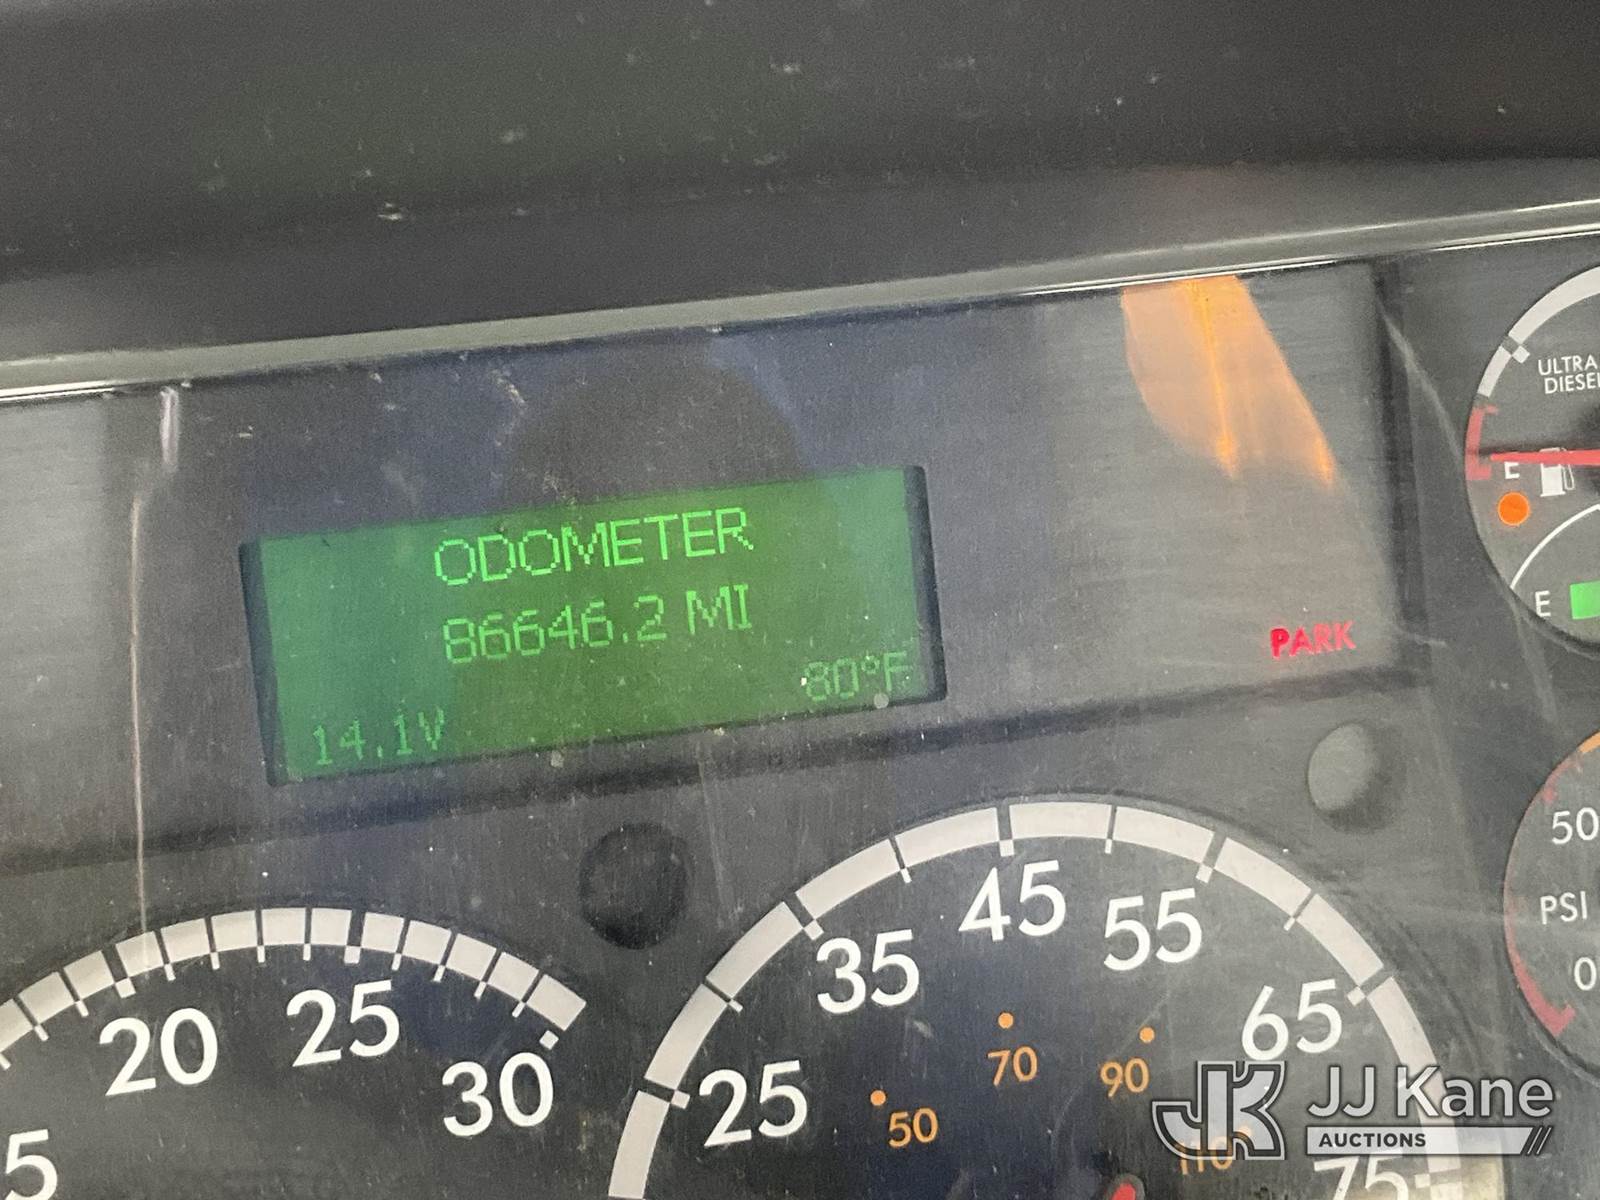 ODOMETER
86646.2 MI
80°F
14.1V
PARK
ULTRA
DIESEL
E
E
50
PSI
0
5
20
25
30
25
35
45
55
65
75
50
70
90
110
JK JJ Kane
AUCTIONS